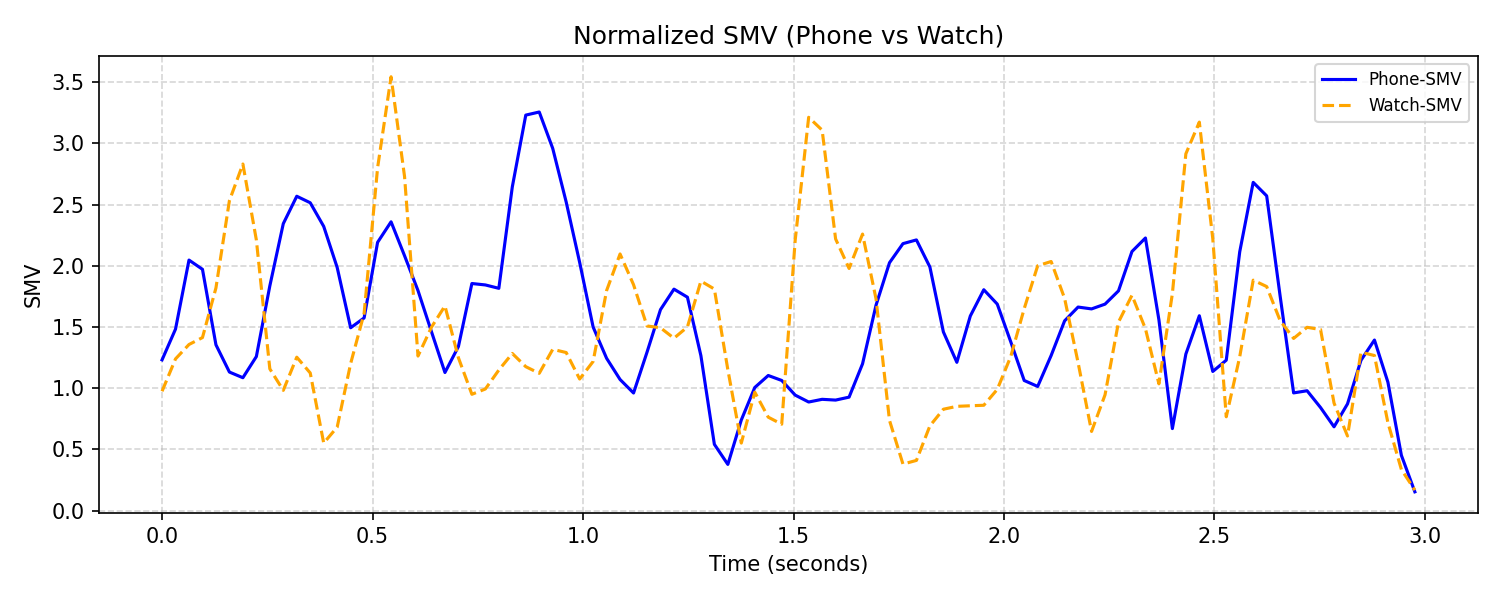 Normalized SMV (Phone vs Watch)
Phone-SMV
Watch-SMV
SMV
3.5
3.0
2.5
2.0
1.5
1.0
0.5
0.0
0.0 0.5 1.0 1.5 2.0 2.5 3.0
Time (seconds)